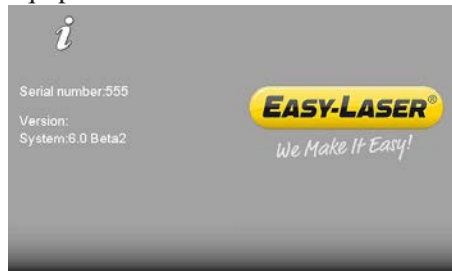 i
Serial number:555
Version:
System:6.0 Beta2
EASY-LASER®
We Make It Easy!